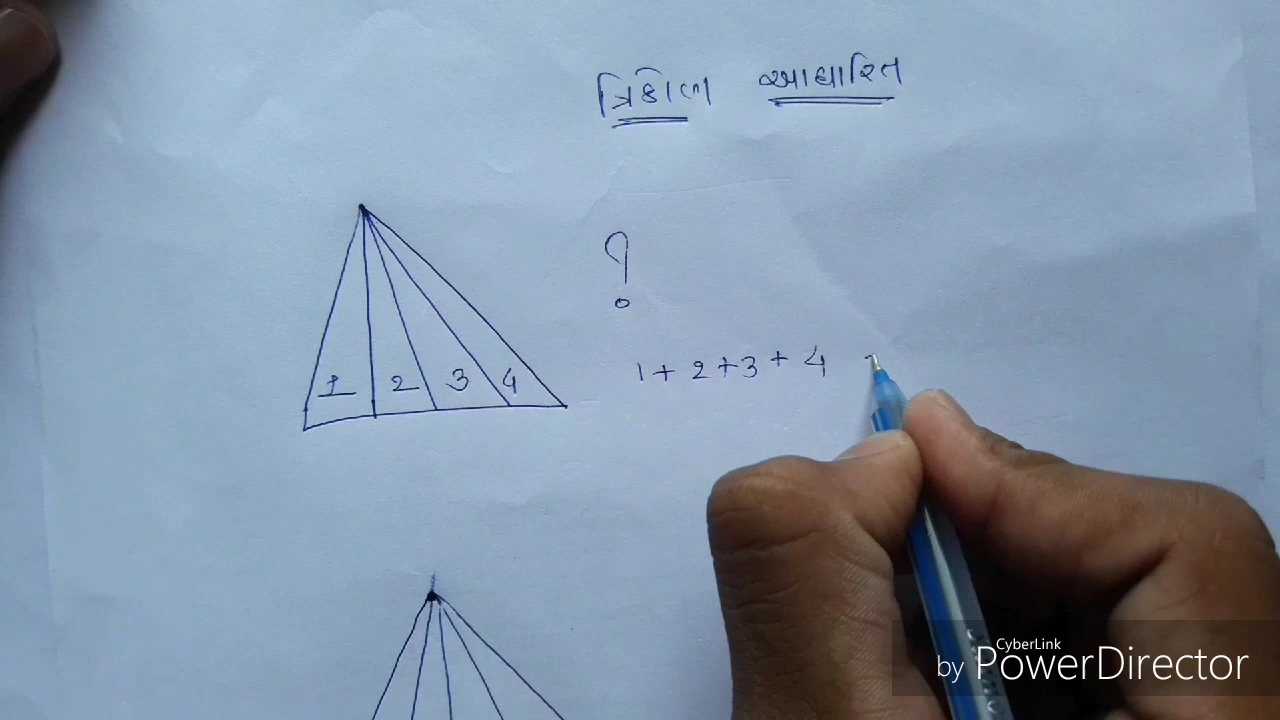 ત્રિકોણ આધારિત
?
1 2 3 4
1 + 2 + 3 + 4
CyberLink
by PowerDirector